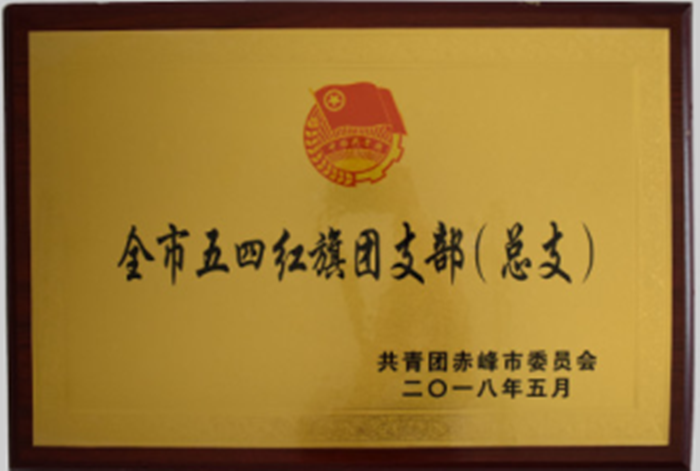 全市五四红旗团支部(总支)
共青团赤峰市委员会
二〇一八年五月